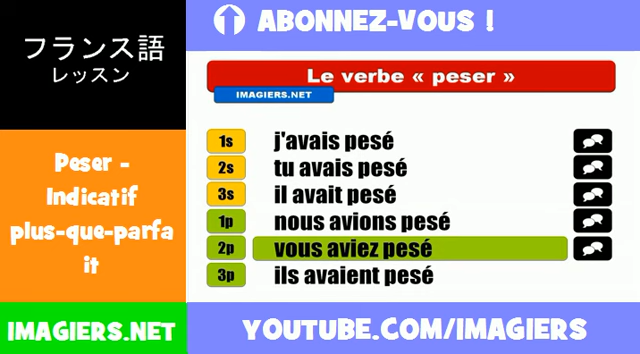 フランス語
レッスン
Peser -
Indicatif
plus-que-parfa
it
IMAGIERS.NET
ABONNEZ-VOUS !
Le verbe « peser »
IMAGIERS.NET
1s j'avais pesé
2s tu avais pesé
3s il avait pesé
1p nous avions pesé
2p vous aviez pesé
3p ils avaient pesé
YOUTUBE.COM/IMAGIERS